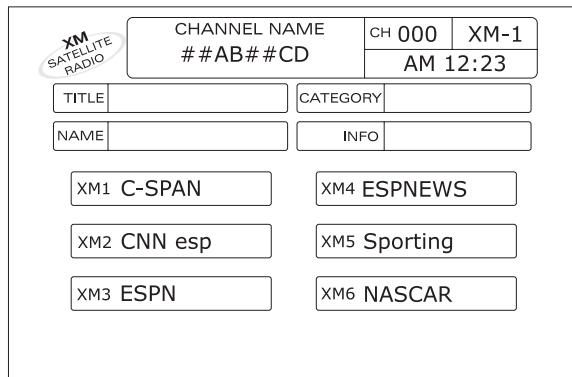 XM
SATELLITE
RADIO
CHANNEL NAME
##AB##CD
CH 000
XM-1
AM 12:23
TITLE
CATEGORY
NAME
INFO
XM1 C-SPAN
XM4 ESPNEWS
XM2 CNN esp
XM5 Sporting
XM3 ESPN
XM6 NASCAR